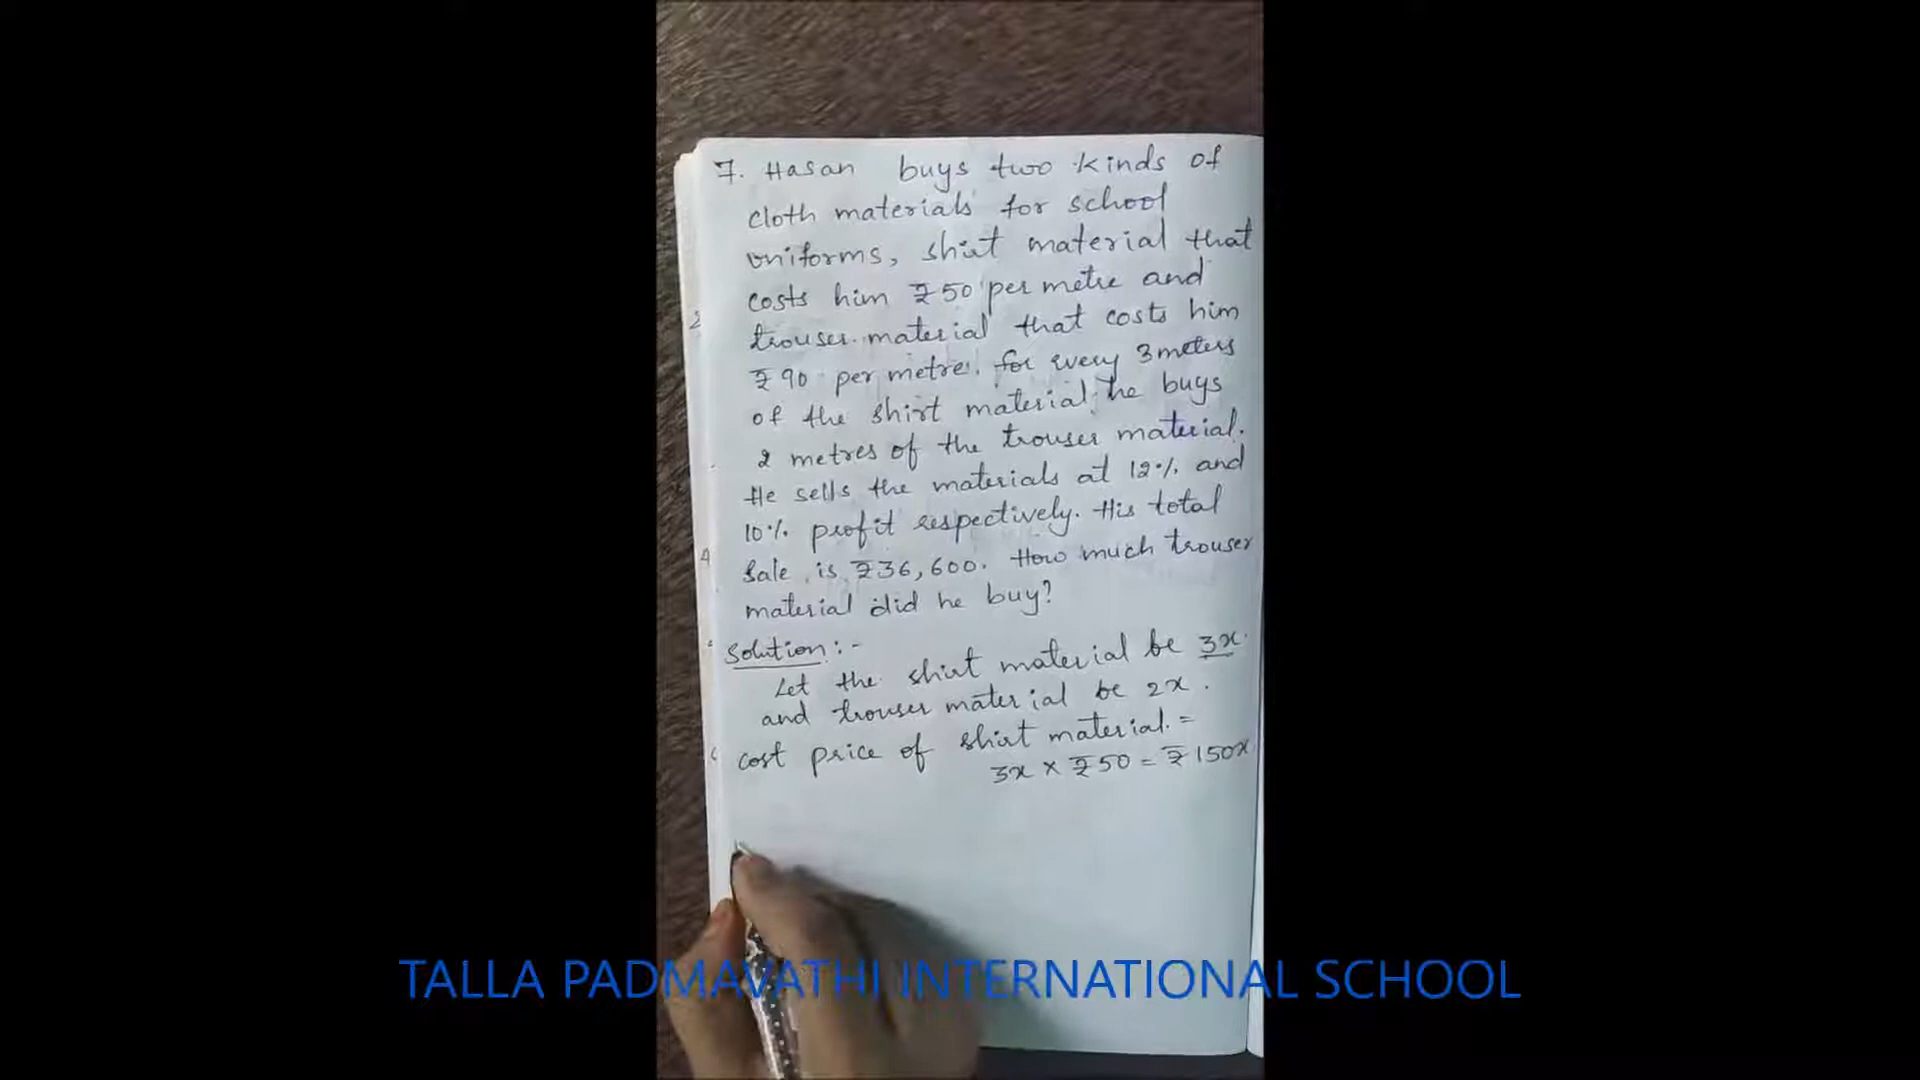 7. Hasan buys two kinds of
cloth materials for school
uniforms, shirt material that
costs him ₹50 per metre and
trouser material that costs him
₹90 per metre. for every 3 meters
of the shirt material he buys
2 metres of the trouser material.
He sells the materials at 12% and
10% profit respectively. His total
Sale is ₹36,600. How much trouser
material did he buy?
Solution:-
Let the shirt material be 3x.
and trouser material be 2x.
cost price of shirt material =
3x × ₹50 = ₹150x
TALLA PADMAVATHI INTERNATIONAL SCHOOL